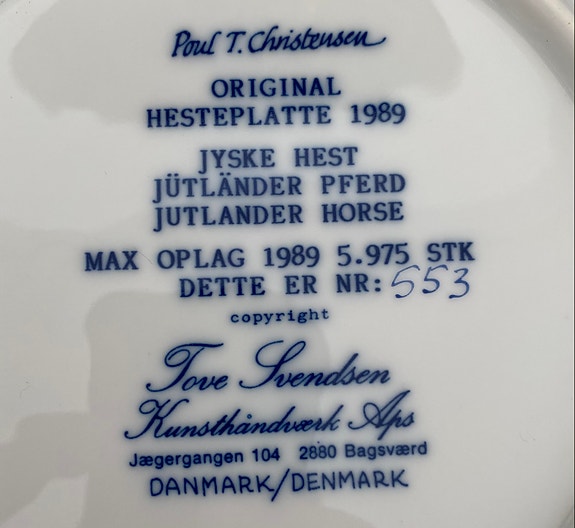 Poul T. Christensen
ORIGINAL
HESTEPLATTE 1989
JYSKE HEST
JÜTLÄNDER PFERD
JUTLANDER HORSE
MAX OPLAG 1989 5.975 STK
DETTE ER NR: 553
copyright
Tove Svendsen
Kunsthåndværk Aps
Jægergangen 104 2880 Bagsværd
DANMARK/DENMARK